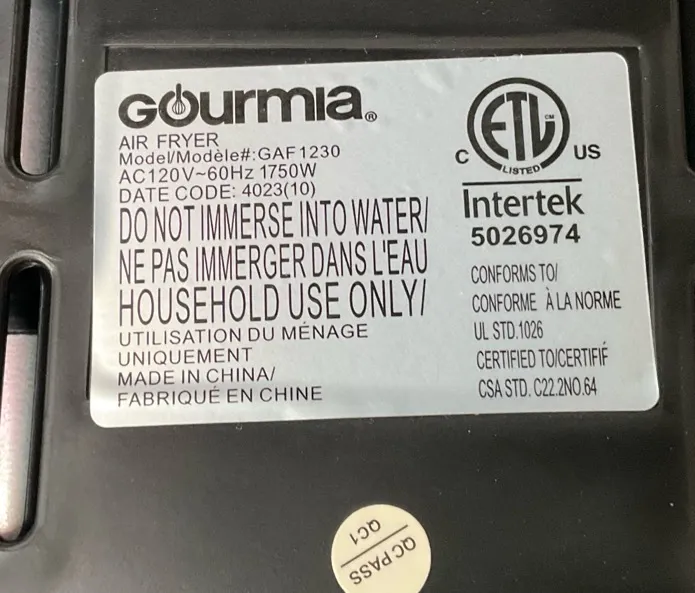 Gourmia®
AIR FRYER
Model/Modèle#:GAF1230
AC120V~60Hz 1750W
DATE CODE: 4023(10)
DO NOT IMMERSE INTO WATER/
NE PAS IMMERGER DANS L'EAU
HOUSEHOLD USE ONLY/
UTILISATION DU MÉNAGE
UNIQUEMENT
MADE IN CHINA/
FABRIQUÉ EN CHINE
ETL CM
C US
LISTED
Intertek
5026974
CONFORMS TO/
CONFORME À LA NORME
UL STD.1026
CERTIFIED TO/CERTIFIÉ
CSA STD. C22.2NO.64
QC PASS
QC1